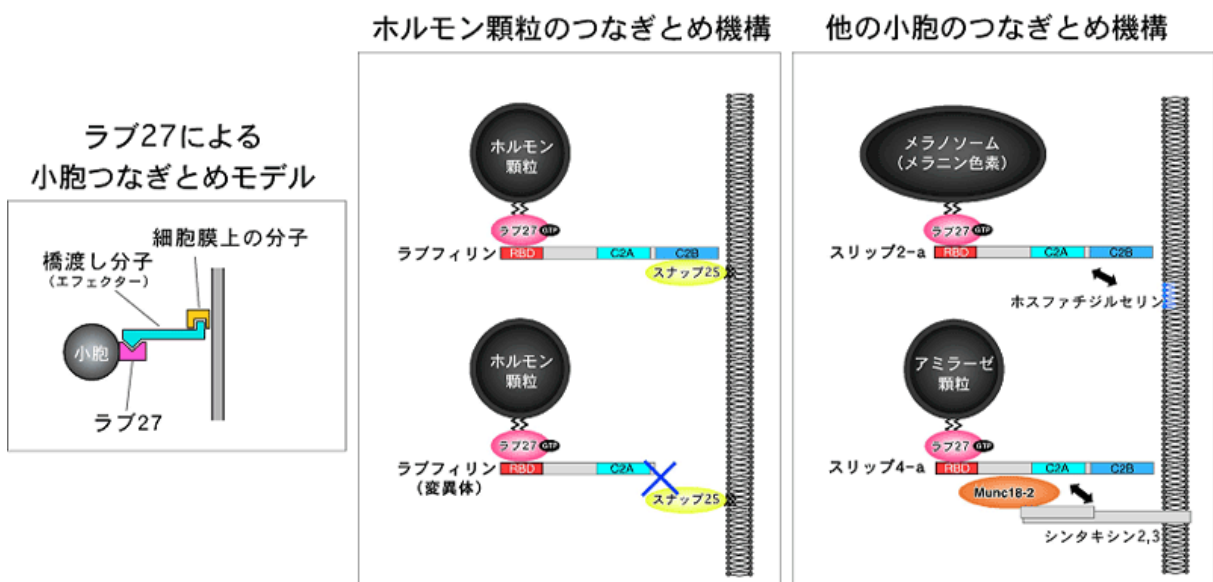 ホルモン顆粒のつなぎとめ機構
他の小胞のつなぎとめ機構
ラブ27による
小胞つなぎとめモデル
細胞膜上の分子
橋渡し分子
(エフェクター)
小胞
ラブ27
ホルモン
顆粒
ラブ27 GTP
ラブフィリン
RBD C2A C2B
スナップ25
ホルモン
顆粒
ラブ27 GTP
ラブフィリン
(変異体)
RBD C2A
スナップ25
メラノソーム
(メラニン色素)
ラブ27 GTP
スリップ2-a
RBD C2A C2B
ホスファチジルセリン
アミラーゼ
顆粒
ラブ27 GTP
スリップ4-a
RBD C2A C2B
Munc18-2
シンタキシン2,3